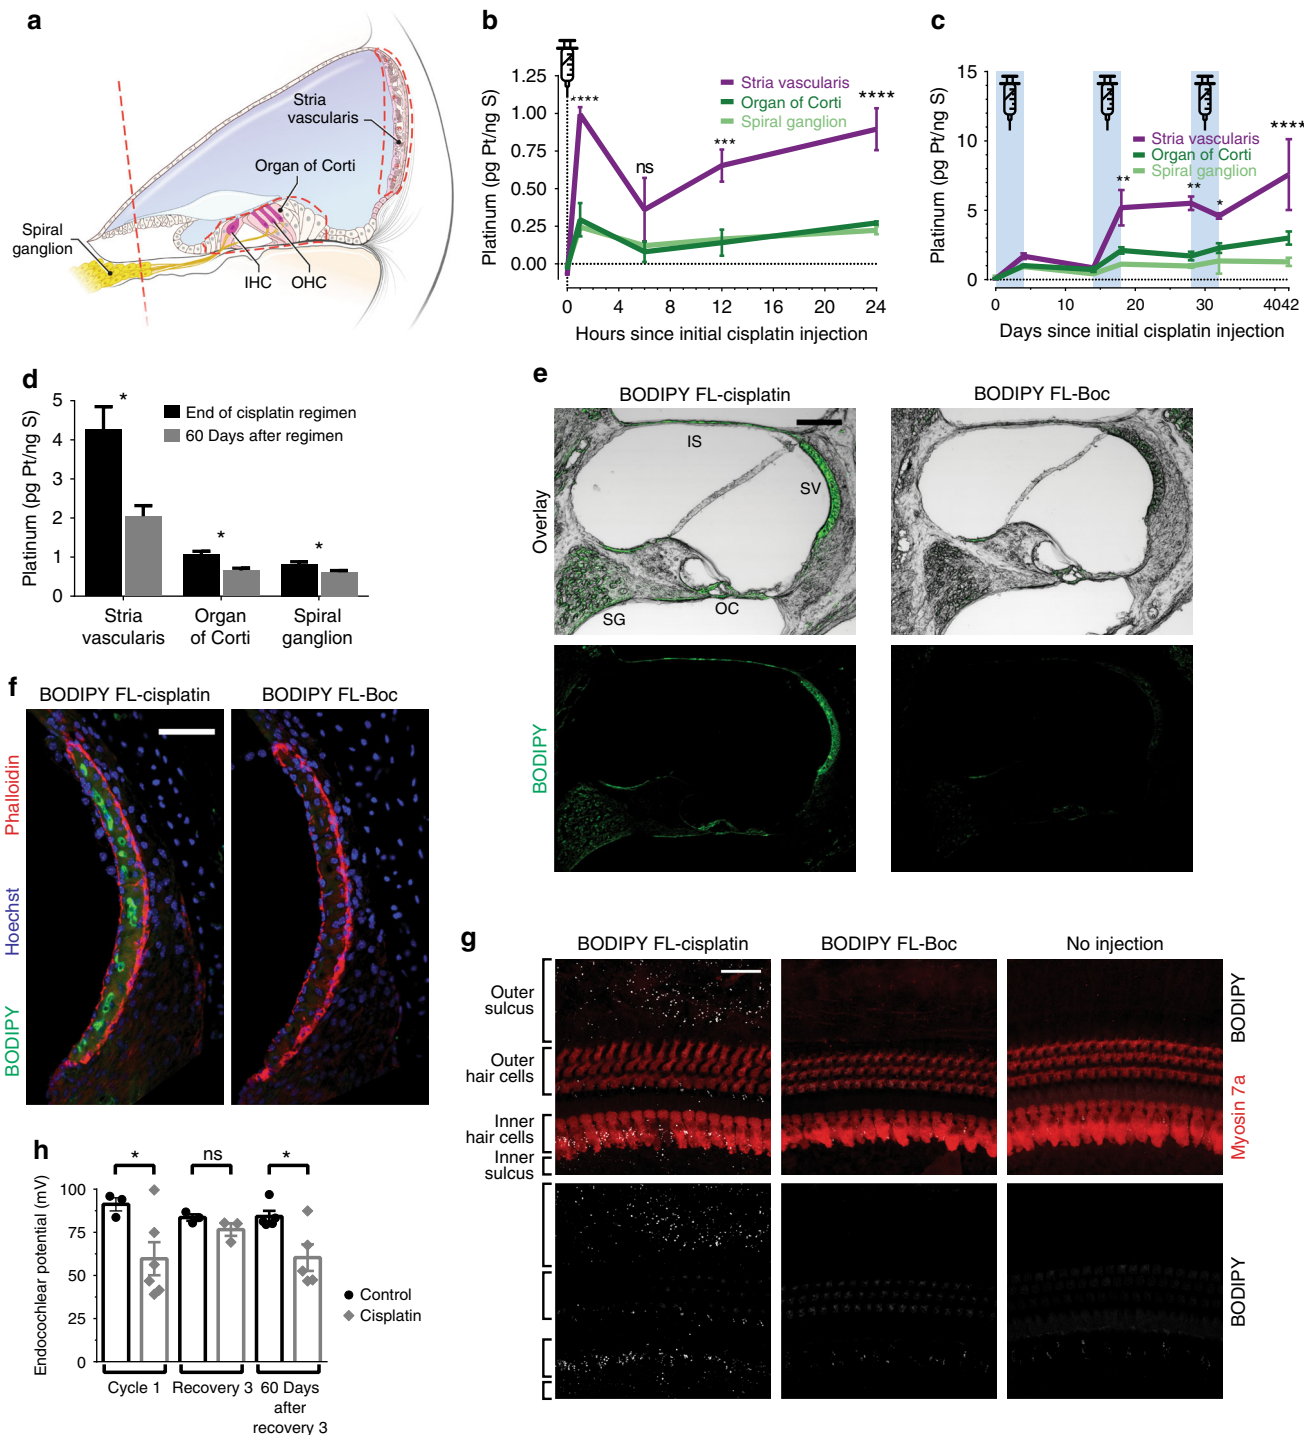 a
Stria
vascularis
Organ of Corti
Spiral
ganglion
IHC
OHC
b
Platinum (pg Pt/ng S)
1.25
1.00
0.75
0.50
0.25
0.00
****
ns
***
****
Stria vascularis
Organ of Corti
Spiral ganglion
0 4 8 12 16 20 24
Hours since initial cisplatin injection
c
Platinum (pg Pt/ng S)
15
10
5
0
**
**
*
****
Stria vascularis
Organ of Corti
Spiral ganglion
0 10 20 30 4042
Days since initial cisplatin injection
d
Platinum (pg Pt/ng S)
5
4
3
2
1
0
*
*
*
End of cisplatin regimen
60 Days after regimen
Stria
vascularis
Organ
of Corti
Spiral
ganglion
e
BODIPY FL-cisplatin
BODIPY FL-Boc
Overlay
IS
SV
SG
OC
BODIPY
f
BODIPY FL-cisplatin
BODIPY FL-Boc
BODIPY Hoechst Phalloidin
g
BODIPY FL-cisplatin
BODIPY FL-Boc
No injection
Outer
sulcus
Outer
hair cells
Inner
hair cells
Inner
sulcus
Myosin 7a BODIPY
BODIPY
h
Endocochlear potential (mV)
100
75
50
25
0
*
ns
*
Control
Cisplatin
Cycle 1
Recovery 3
60 Days
after
recovery 3